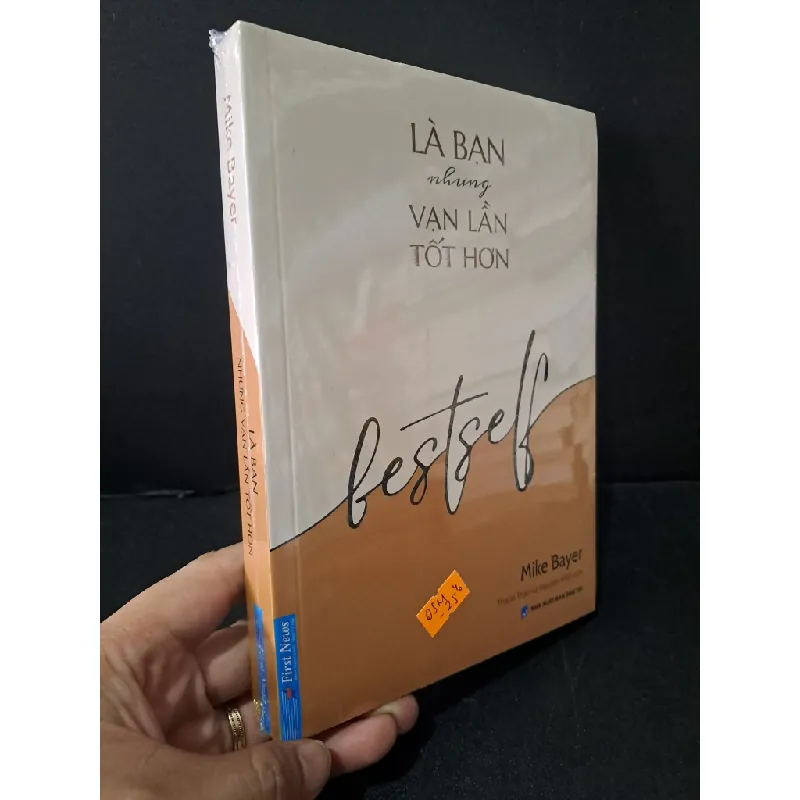 LÀ BẠN
nhưng
VẠN LẦN
TỐT HƠN
bestself
Mike Bayer
First News
Mike Bayer
LÀ BẠN
NHƯNG VẠN LẦN TỐT HƠN